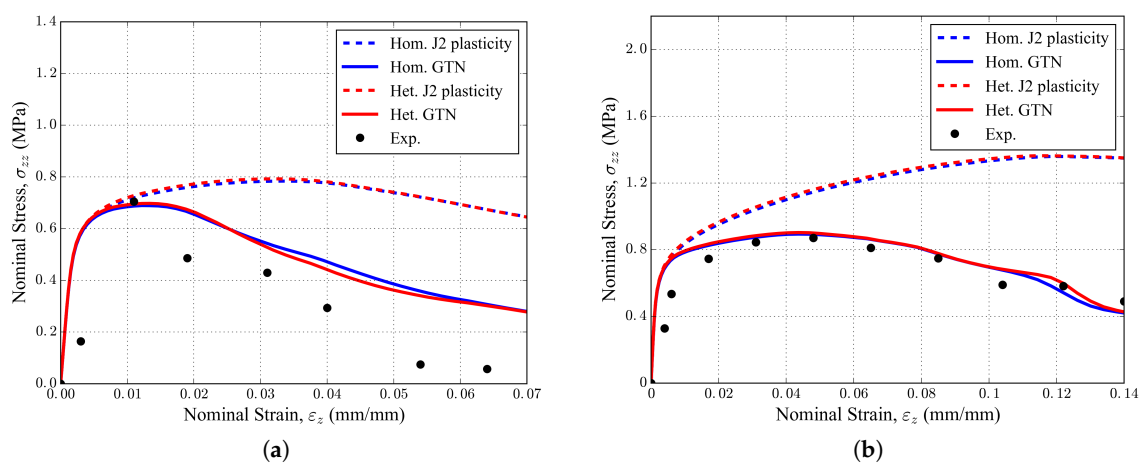 1.4
1.2
1.0
0.8
0.6
0.4
0.2
0.0
Nominal Stress, σzz (MPa)
Hom. J2 plasticity
Hom. GTN
Het. J2 plasticity
Het. GTN
Exp.
0.00 0.01 0.02 0.03 0.04 0.05 0.06 0.07
Nominal Strain, εz (mm/mm)
(a)
2.0
1.6
1.2
0.8
0.4
0
Nominal Stress, σzz (MPa)
Hom. J2 plasticity
Hom. GTN
Het. J2 plasticity
Het. GTN
Exp.
0 0.02 0.04 0.06 0.08 0.1 0.12 0.14
Nominal Strain, εz (mm/mm)
(b)